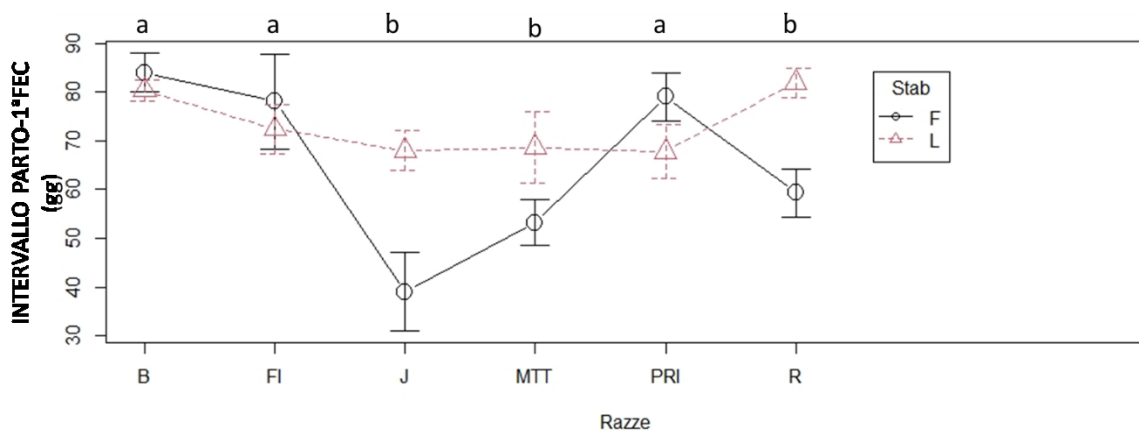 a a b b a b
INTERVALLO PARTO-1°FEC
(gg)
90
80
70
60
50
40
30
Stab
F
L
B FI J MTT PRI R
Razze